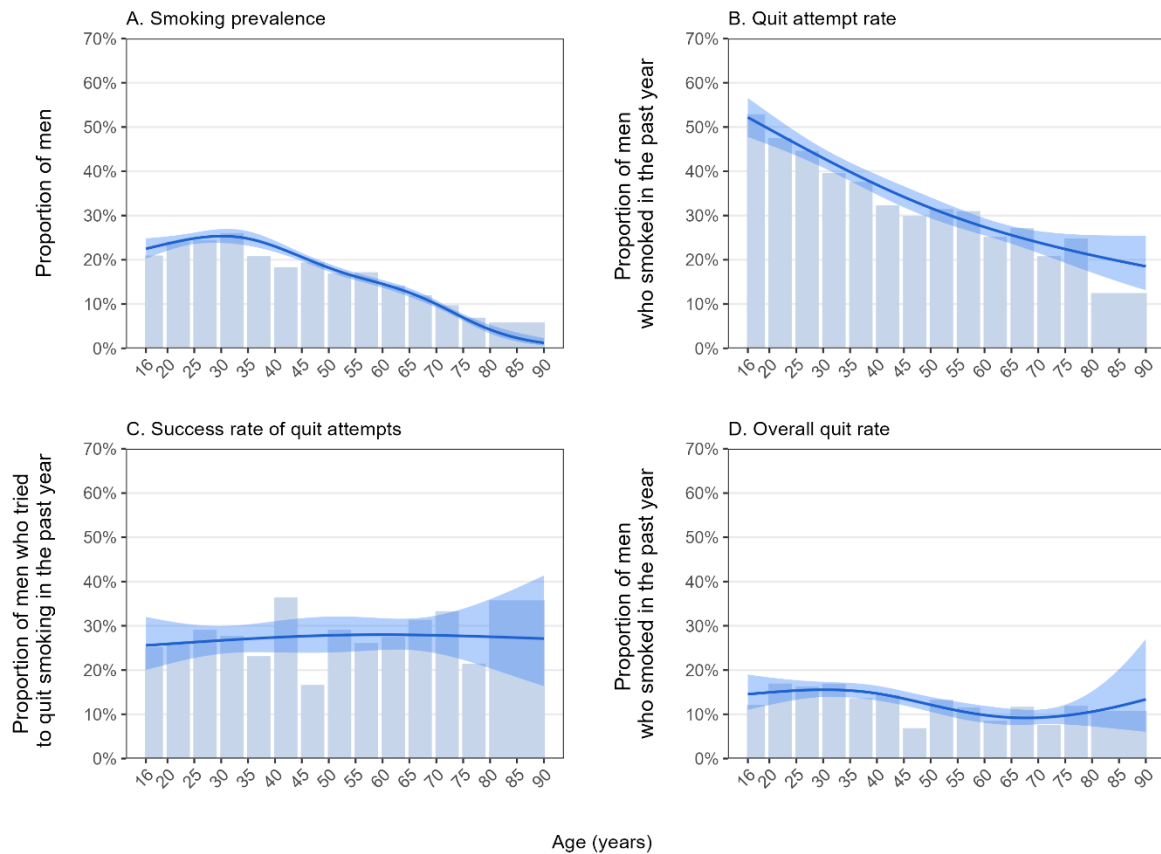 A. Smoking prevalence
Proportion of men
70%
60%
50%
40%
30%
20%
10%
0%
16 20 25 30 35 40 45 50 55 60 65 70 75 80 85 90
B. Quit attempt rate
Proportion of men
who smoked in the past year
70%
60%
50%
40%
30%
20%
10%
0%
16 20 25 30 35 40 45 50 55 60 65 70 75 80 85 90
C. Success rate of quit attempts
Proportion of men who tried
to quit smoking in the past year
70%
60%
50%
40%
30%
20%
10%
0%
16 20 25 30 35 40 45 50 55 60 65 70 75 80 85 90
D. Overall quit rate
Proportion of men
who smoked in the past year
70%
60%
50%
40%
30%
20%
10%
0%
16 20 25 30 35 40 45 50 55 60 65 70 75 80 85 90
Age (years)